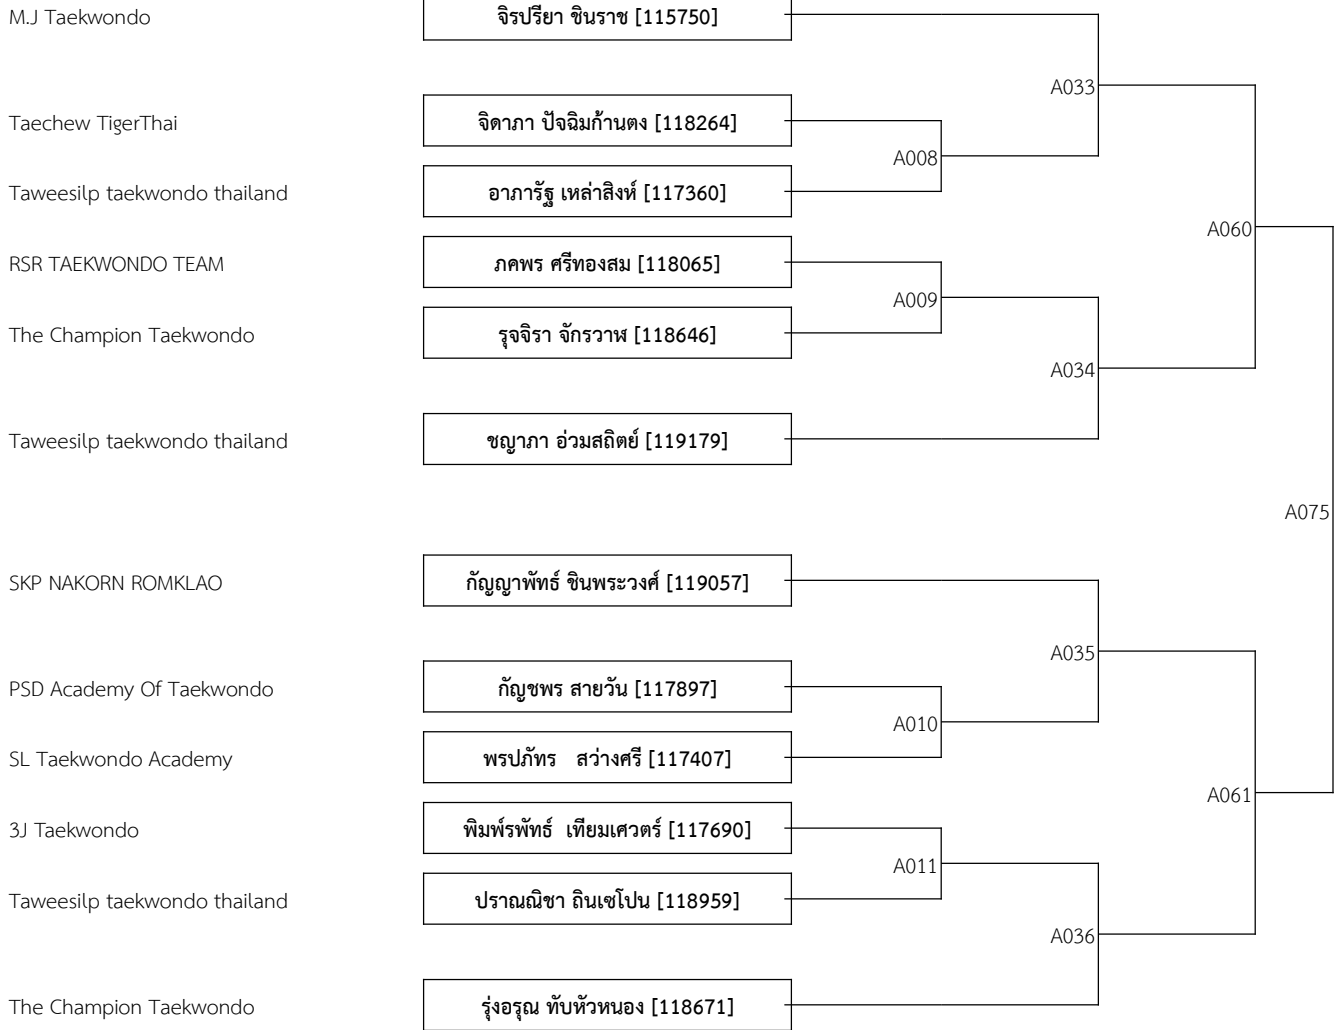 M.J Taekwondo จิรปรียา ชินราช [115750]
A033
Taechew TigerThai จิดาภา ปัจฉิมก้านตง [118264]
A008
Taweesilp taekwondo thailand อาภารัฐ เหล่าสิงห์ [117360]
A060
RSR TAEKWONDO TEAM ภคพร ศรีทองสม [118065]
A009
The Champion Taekwondo รุจจิรา จักรวาฬ [118646]
A034
Taweesilp taekwondo thailand ชญาภา อ่วมสถิตย์ [119179]
A075
SKP NAKORN ROMKLAO กัญญาพัทธ์ ชินพระวงศ์ [119057]
A035
PSD Academy Of Taekwondo กัญชพร สายวัน [117897]
A010
SL Taekwondo Academy พรปภัทร สว่างศรี [117407]
A061
3J Taekwondo พิมพ์รพัทธ์ เทียมเศวตร์ [117690]
A011
Taweesilp taekwondo thailand ปราณณิชา ถินเซโปน [118959]
A036
The Champion Taekwondo รุ่งอรุณ ทับหัวหนอง [118671]